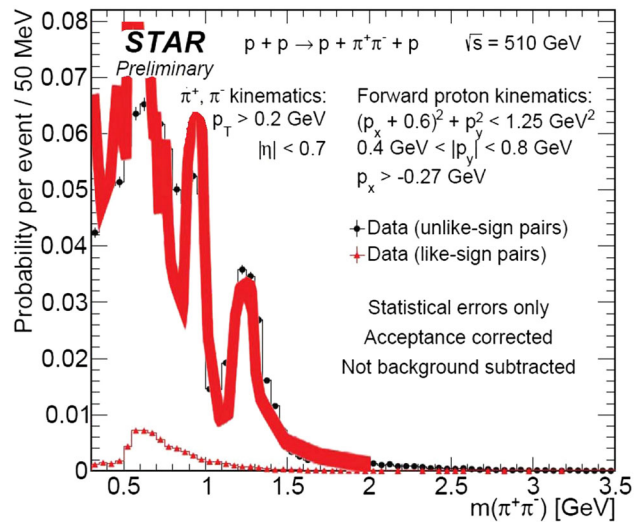 0.08
0.07
0.06
0.05
0.04
0.03
0.02
0.01
0
Probability per event / 50 MeV
STAR
Preliminary
p + p → p + π⁺π⁻ + p √s = 510 GeV
π⁺, π⁻ kinematics:
p_T > 0.2 GeV
|η| < 0.7
Forward proton kinematics:
(p_x + 0.6)² + p_y² < 1.25 GeV²
0.4 GeV < |p_y| < 0.8 GeV
p_x > -0.27 GeV
Data (unlike-sign pairs)
Data (like-sign pairs)
Statistical errors only
Acceptance corrected
Not background subtracted
0.5 1 1.5 2 2.5 3 3.5
m(π⁺π⁻) [GeV]